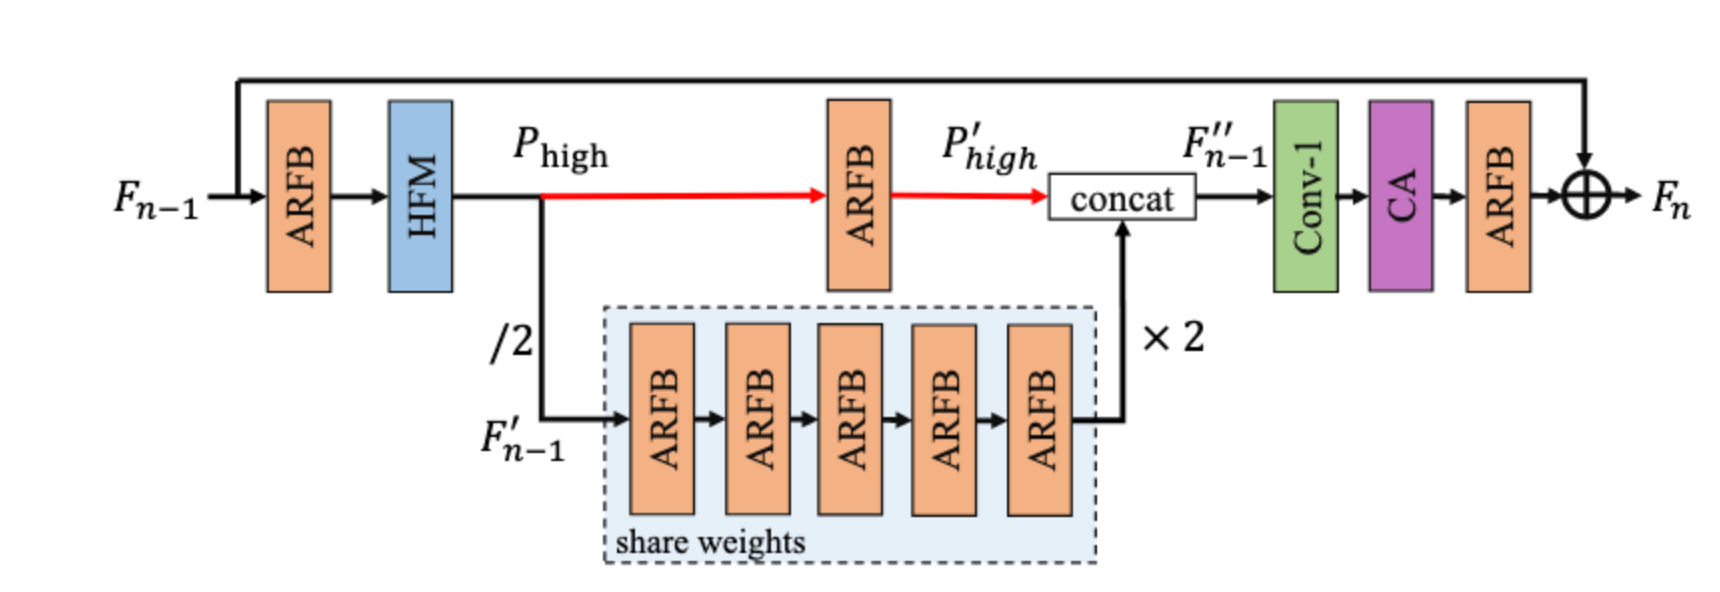 F_{n-1}
ARFB
HFM
P_{high}
ARFB
P'_{high}
concat
F''_{n-1}
Conv-1
CA
ARFB
F_n
/2
× 2
F'_{n-1}
ARFB
ARFB
ARFB
ARFB
ARFB
share weights